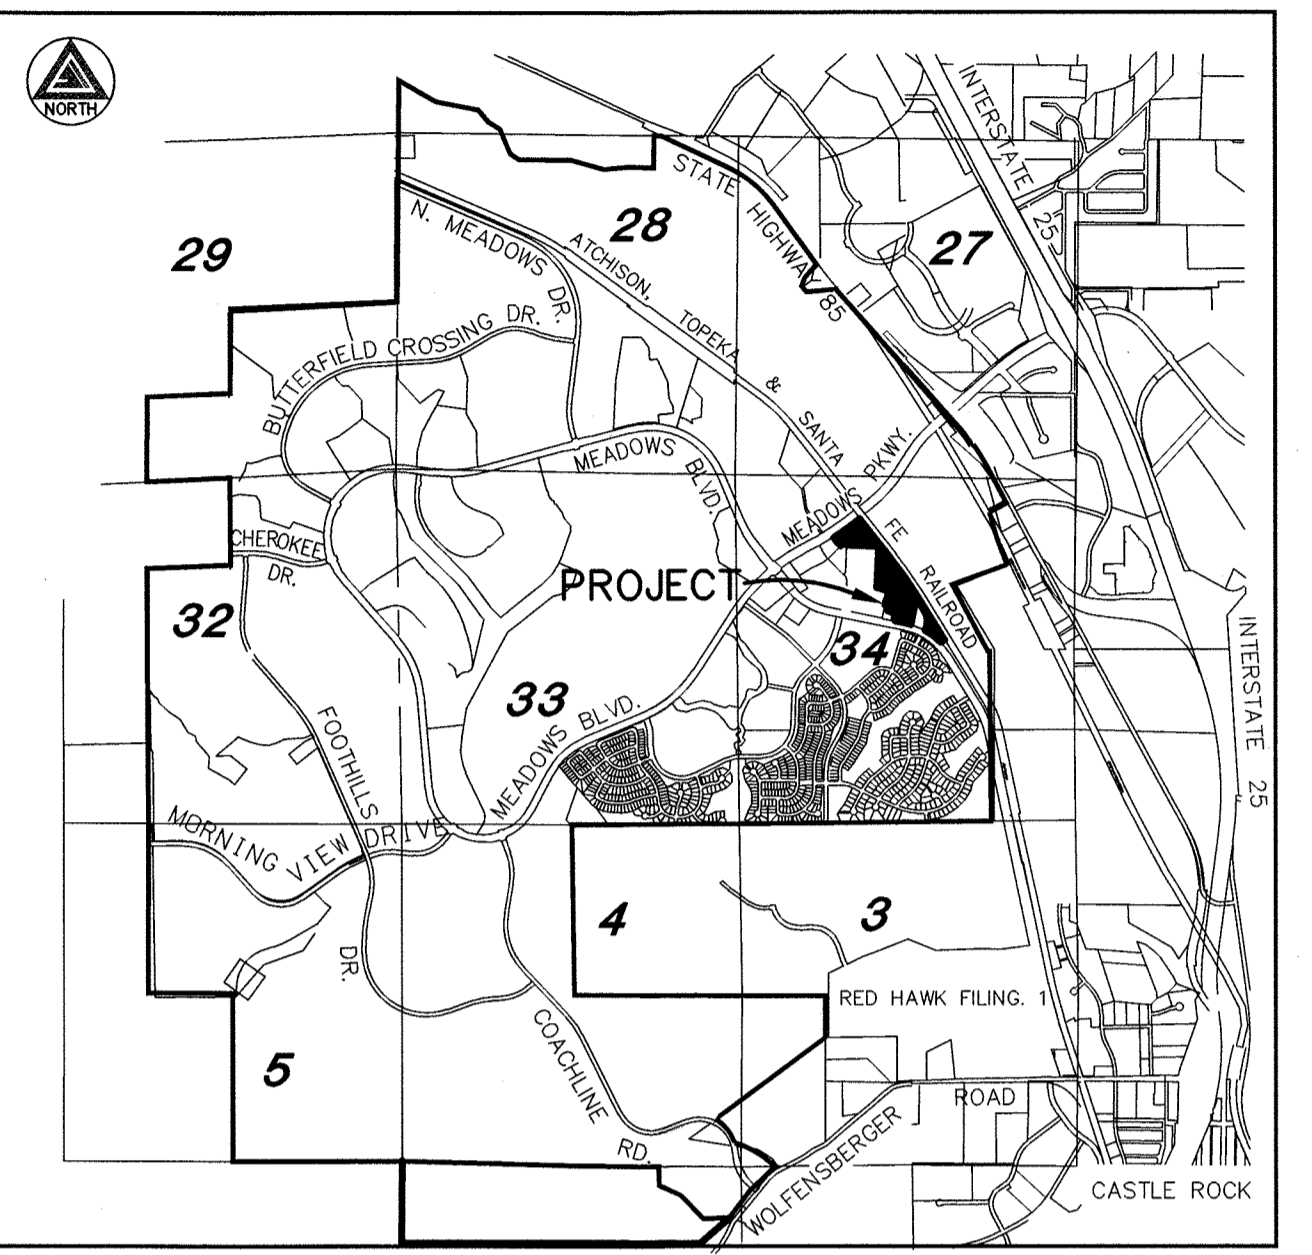 NORTH
INTERSTATE 25
STATE HIGHWAY 85
28
27
29
N. MEADOWS DR.
ATCHISON, TOPEKA & SANTA FE RAILROAD
BUTTERFIELD CROSSING DR.
MEADOWS BLVD.
MEADOWS PKWY.
CHEROKEE DR.
PROJECT
32
34
33
MEADOWS BLVD.
INTERSTATE 25
FOOTHILLS DR.
MORNING VIEW DRIVE
4
3
RED HAWK FILING. 1
5
COACHLINE RD.
WOLFENSBERGER ROAD
CASTLE ROCK